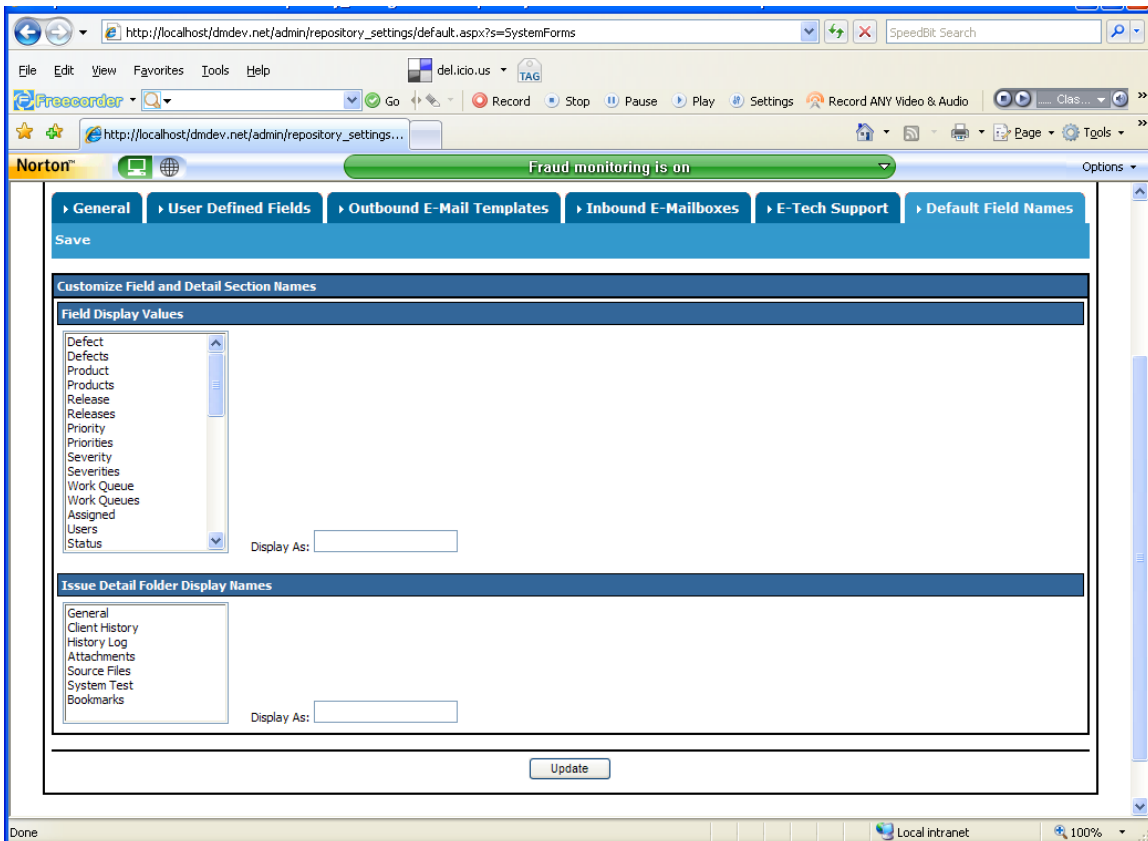 http://localhost/dmdev.net/admin/repository_settings/default.aspx?s=SystemForms SpeedBit Search
File Edit View Favorites Tools Help del.icio.us TAG
Freecorder Go Record Stop Pause Play Settings Record ANY Video & Audio ..... Clas... »
http://localhost/dmdev.net/admin/repository_settings... Page Tools »
Norton™ Fraud monitoring is on Options
General User Defined Fields Outbound E-Mail Templates Inbound E-Mailboxes E-Tech Support Default Field Names
Save
Customize Field and Detail Section Names
Field Display Values
Defect
Defects
Product
Products
Release
Releases
Priority
Priorities
Severity
Severities
Work Queue
Work Queues
Assigned
Users
Status
Display As:
Issue Detail Folder Display Names
General
Client History
History Log
Attachments
Source Files
System Test
Bookmarks
Display As:
Update
Done Local intranet 100%